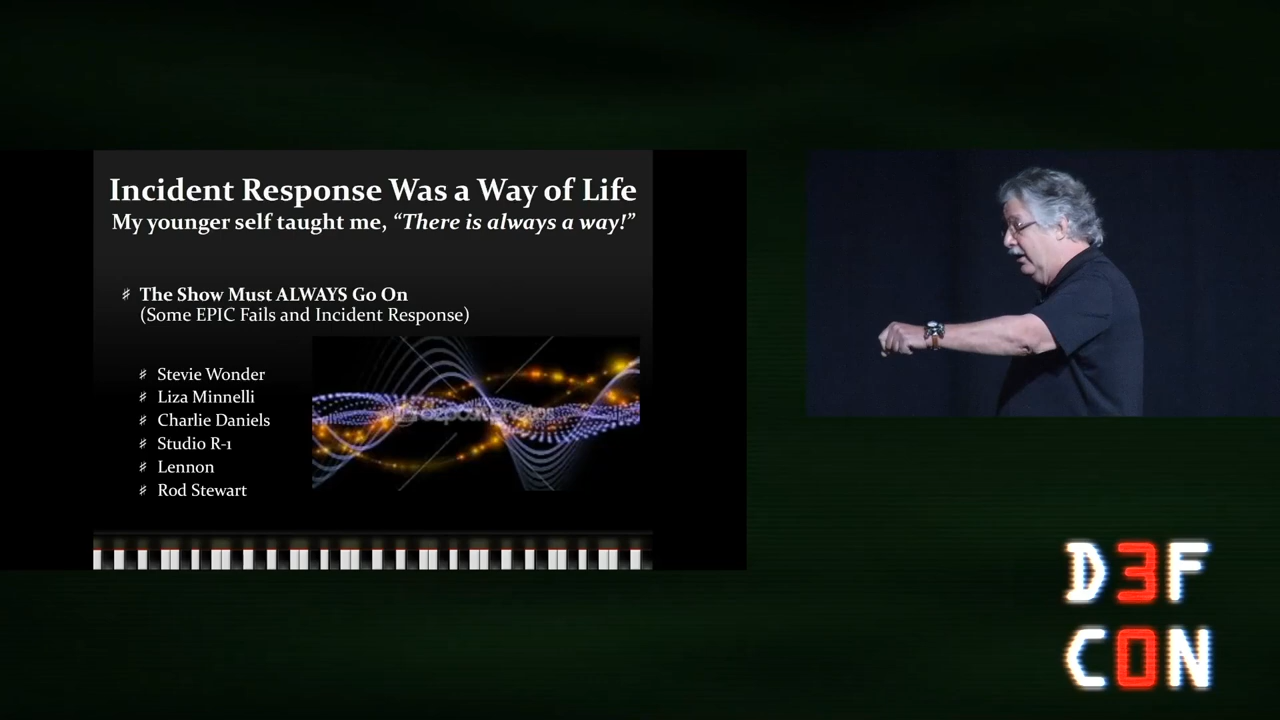 Incident Response Was a Way of Life
My younger self taught me, “There is always a way!”
♯ The Show Must ALWAYS Go On
(Some EPIC Fails and Incident Response)
♯ Stevie Wonder
♯ Liza Minnelli
♯ Charlie Daniels
♯ Studio R-1
♯ Lennon
♯ Rod Stewart
D3F
C0N